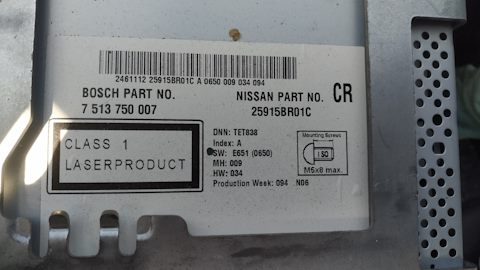 2461112 25915BR01C A 0650 009 034 094
BOSCH PART NO.
7 513 750 007
NISSAN PART NO.
25915BR01C
CR
CLASS 1
LASERPRODUCT
DNN: TET838
Index: A
SW: E651 (0650)
MH: 009
HW: 034
Production Week: 094 N06
Mounting Screws
ISO
M5x8 max.